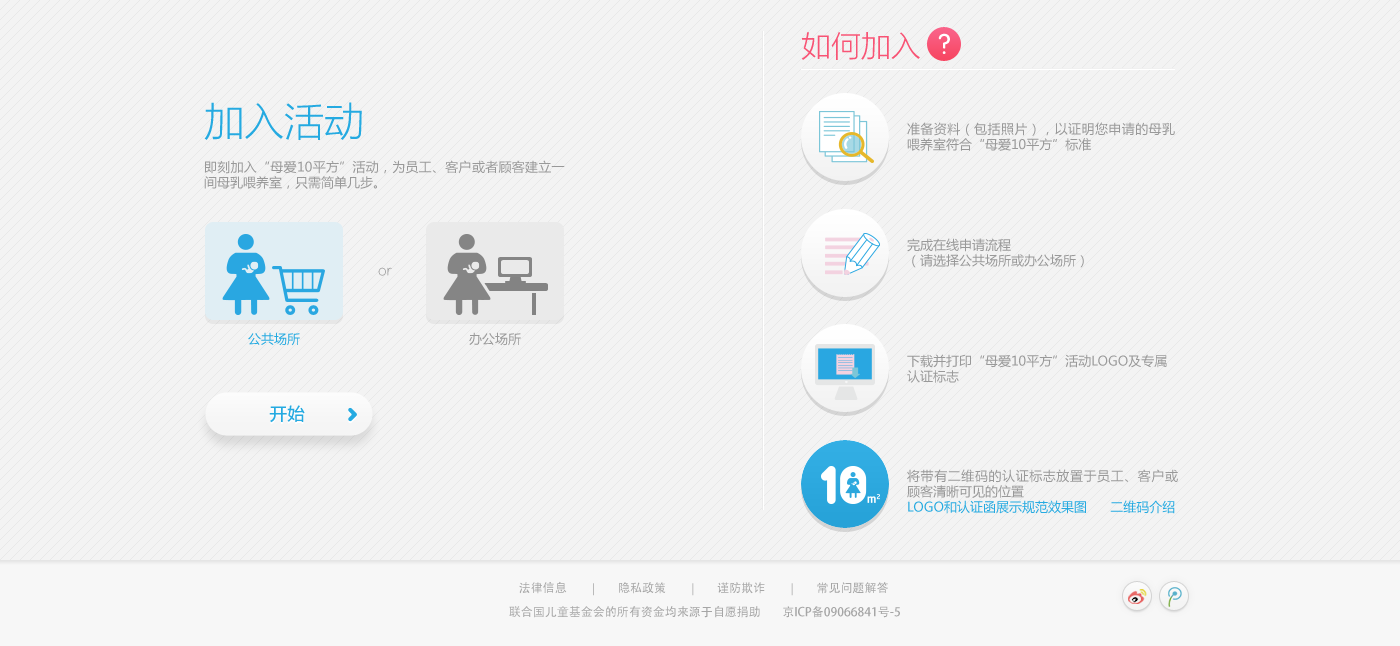 加入活动
即刻加入“母爱10平方”活动，为员工、客户或者顾客建立一
间母乳喂养室，只需简单几步。
or
公共场所
办公场所
开始
如何加入 ?
准备资料（包括照片），以证明您申请的母乳
喂养室符合“母爱10平方”标准
完成在线申请流程
（请选择公共场所或办公场所）
下载并打印“母爱10平方”活动LOGO及专属
认证标志
10m²
将带有二维码的认证标志放置于员工、客户或
顾客清晰可见的位置
LOGO和认证函展示规范效果图 二维码介绍
法律信息 | 隐私政策 | 谨防欺诈 | 常见问题解答
联合国儿童基金会的所有资金均来源于自愿捐助 京ICP备09066841号-5